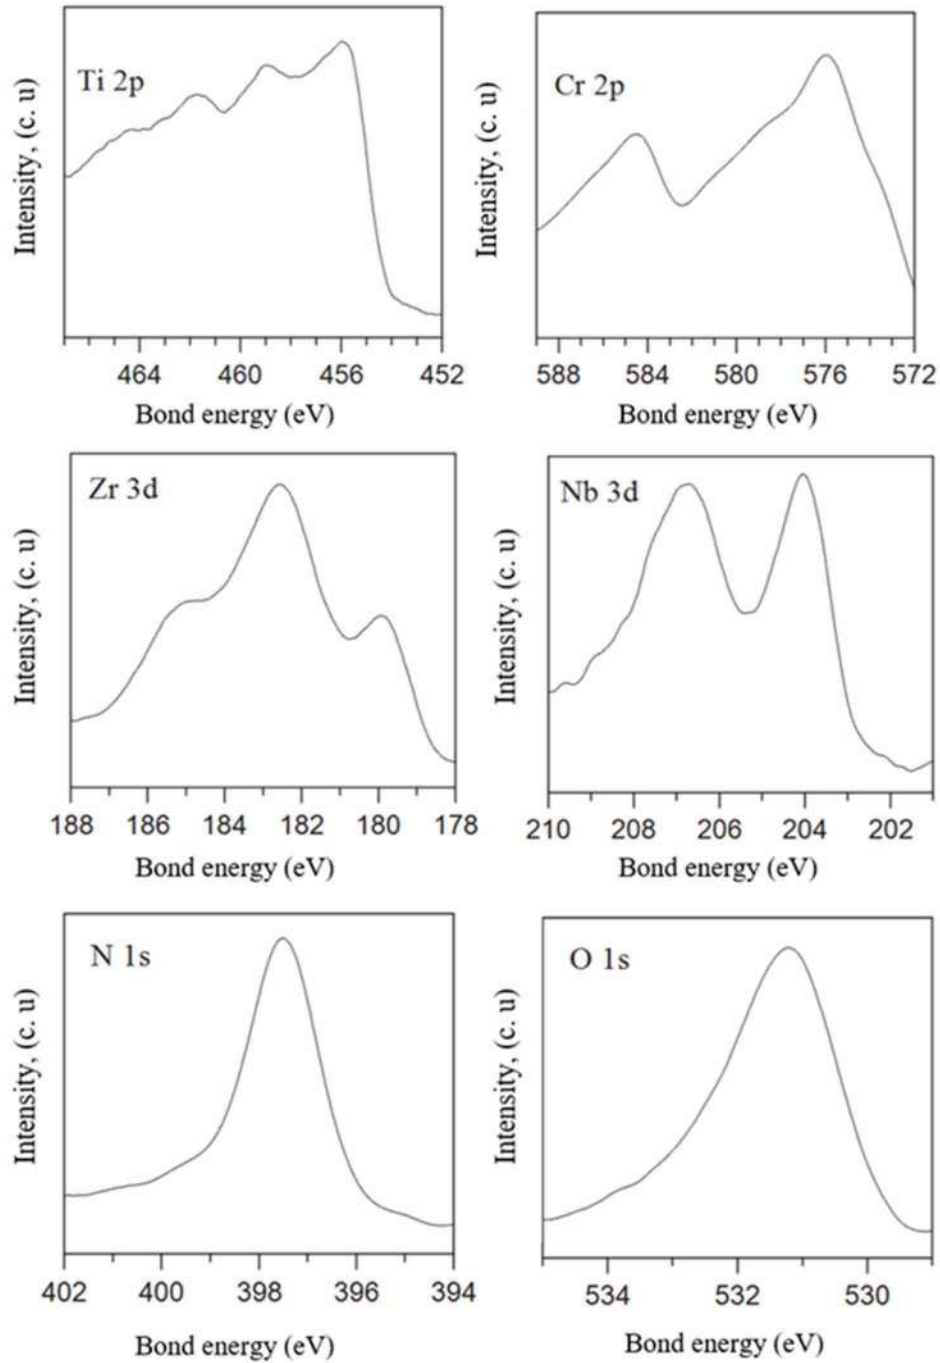 Ti 2p
Intensity, (c. u)
464 460 456 452
Bond energy (eV)
Cr 2p
Intensity, (c. u)
588 584 580 576 572
Bond energy (eV)
Zr 3d
Intensity, (c. u)
188 186 184 182 180 178
Bond energy (eV)
Nb 3d
Intensity, (c. u)
210 208 206 204 202
Bond energy (eV)
N 1s
Intensity, (c. u)
402 400 398 396 394
Bond energy (eV)
O 1s
Intensity, (c. u)
534 532 530
Bond energy (eV)